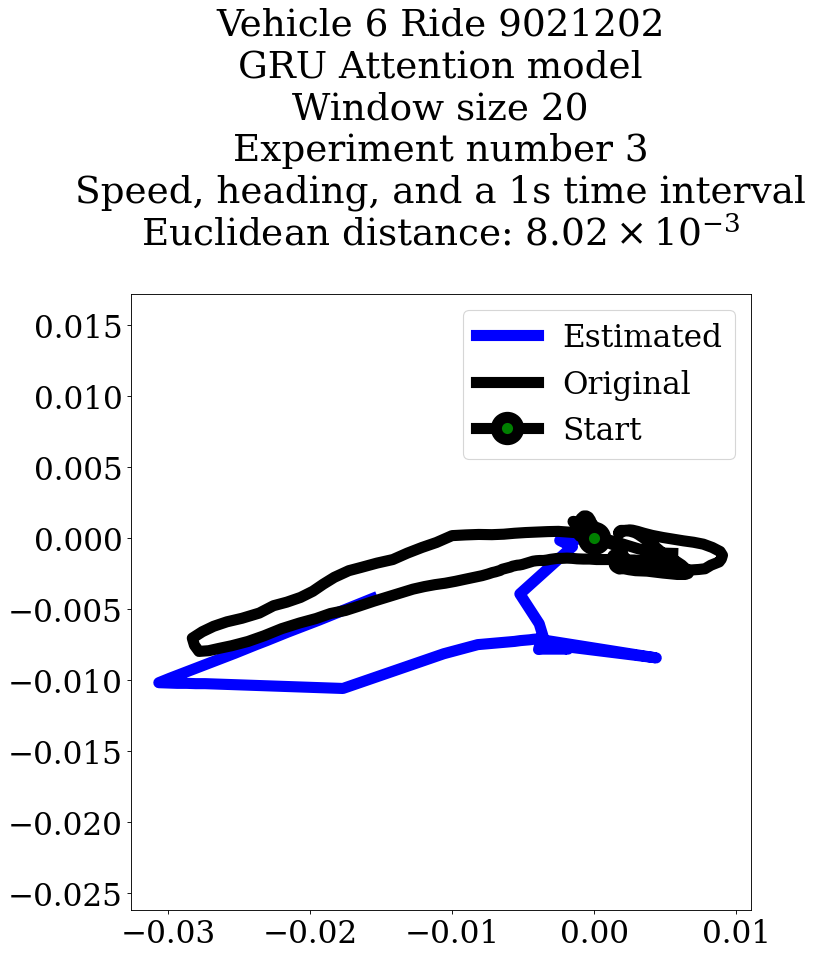 Vehicle 6 Ride 9021202
GRU Attention model
Window size 20
Experiment number 3
Speed, heading, and a 1s time interval
Euclidean distance: 8.02 × 10⁻³
Estimated
Original
Start
0.015
0.010
0.005
0.000
−0.005
−0.010
−0.015
−0.020
−0.025
−0.03 −0.02 −0.01 0.00 0.01